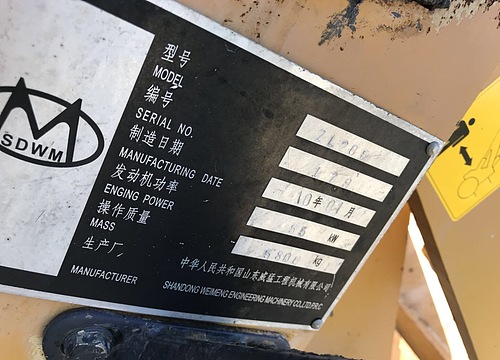 SDWM
型号
MODEL
编号
SERIAL NO.
制造日期
MANUFACTURING DATE
年 月
发动机功率
ENGING POWER
KW
操作质量
MASS
KG
生产厂
MANUFACTURER
中华人民共和国山东威猛工程机械有限公司
SHANDONG WEIMENG ENGINEERING MACHINERY CO.,LTD.P.R.C.